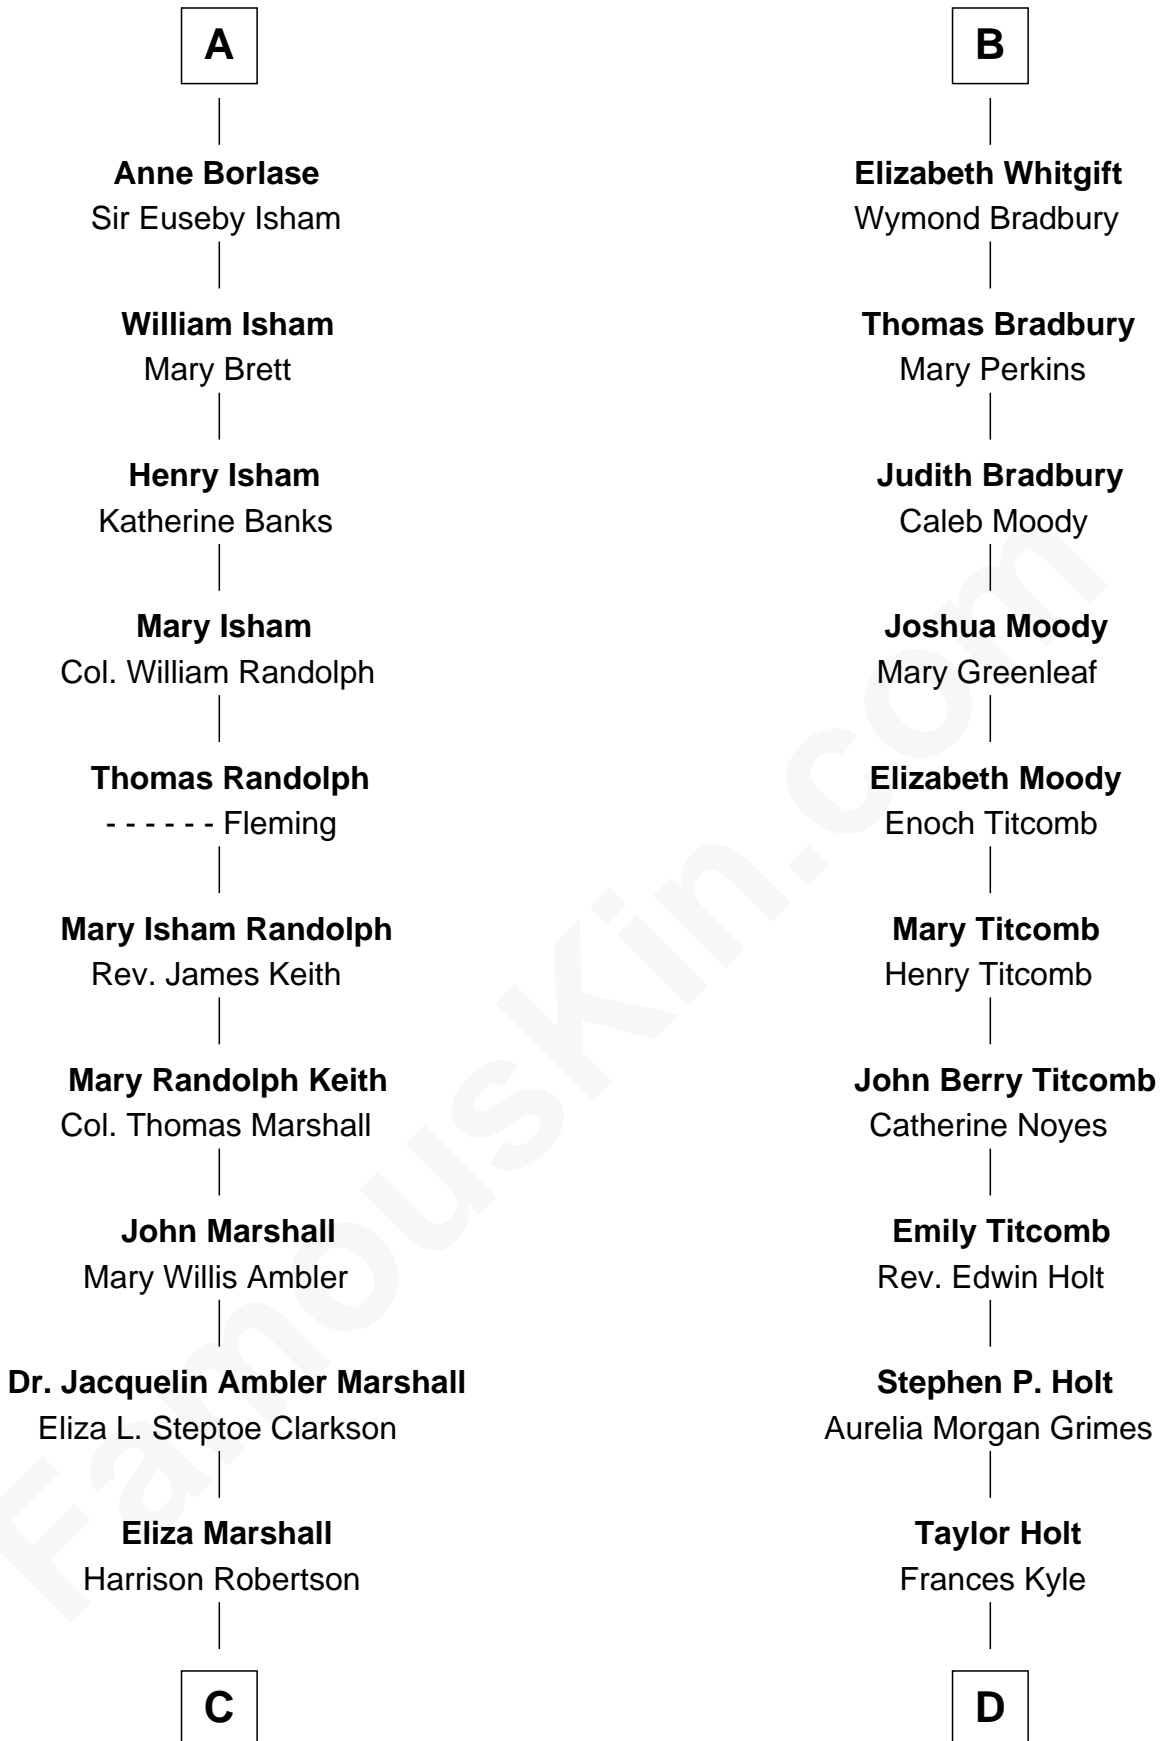 A
Anne Borlase
Sir Euseby Isham
William Isham
Mary Brett
Henry Isham
Katherine Banks
Mary Isham
Col. William Randolph
Thomas Randolph
- - - - - - Fleming
Mary Isham Randolph
Rev. James Keith
Mary Randolph Keith
Col. Thomas Marshall
John Marshall
Mary Willis Ambler
Dr. Jacquelin Ambler Marshall
Eliza L. Steptoe Clarkson
Eliza Marshall
Harrison Robertson
C
B
Elizabeth Whitgift
Wymond Bradbury
Thomas Bradbury
Mary Perkins
Judith Bradbury
Caleb Moody
Joshua Moody
Mary Greenleaf
Elizabeth Moody
Enoch Titcomb
Mary Titcomb
Henry Titcomb
John Berry Titcomb
Catherine Noyes
Emily Titcomb
Rev. Edwin Holt
Stephen P. Holt
Aurelia Morgan Grimes
Taylor Holt
Frances Kyle
D
FamousKin.com